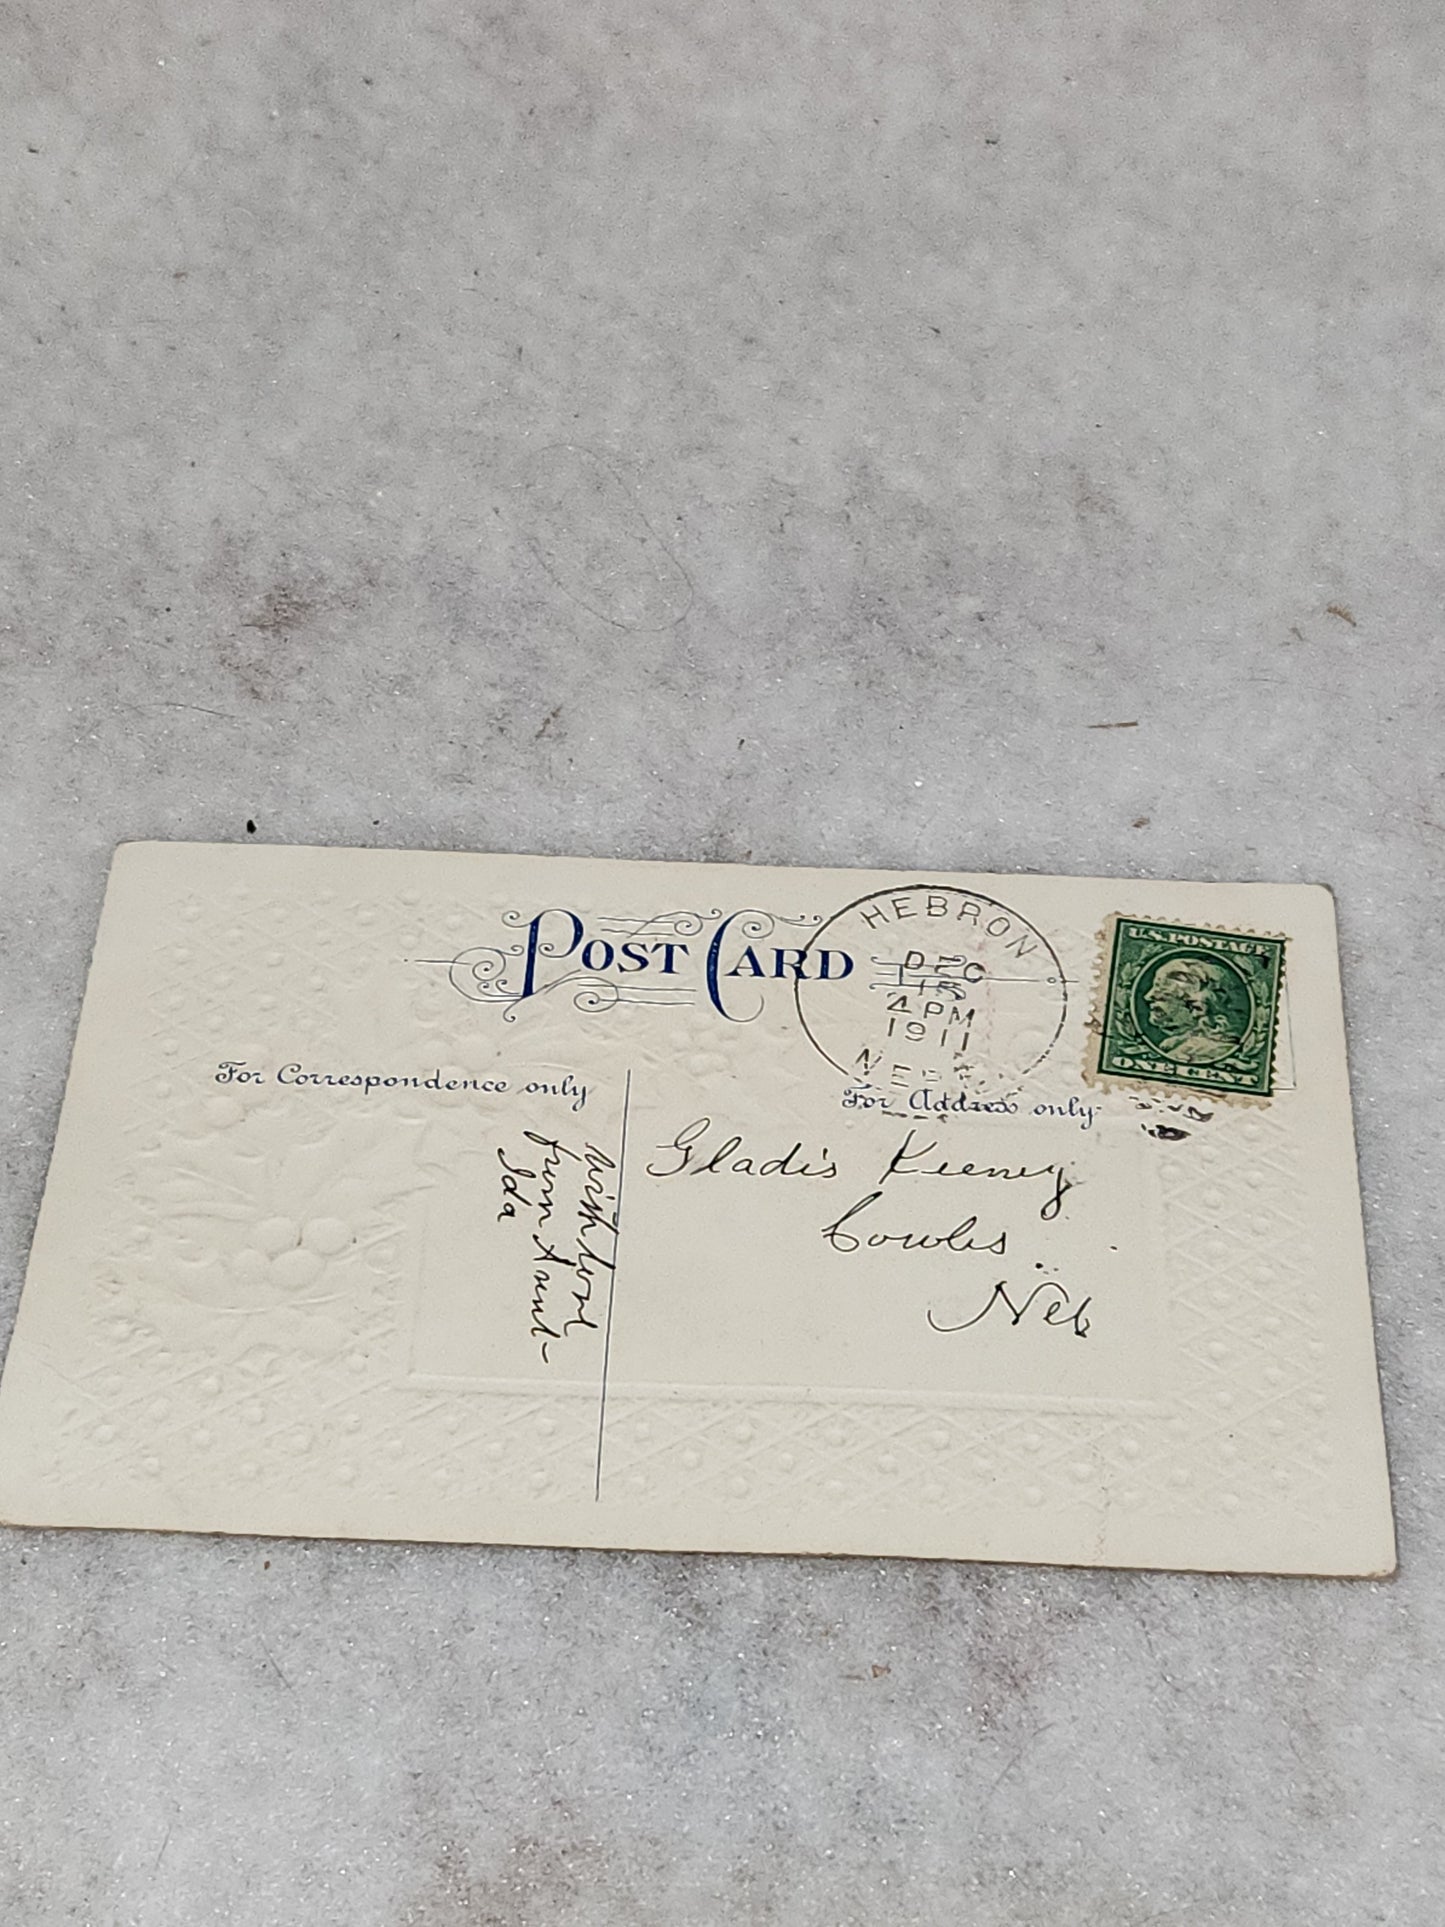 POST CARD
HEBRON
DEC
15
4 PM
1911
NEB
U.S. POSTAGE
ONE CENT
For Correspondence only
For Address only
with love
from Aunt
Ida
Gladis Keeney
Cowles
Neb